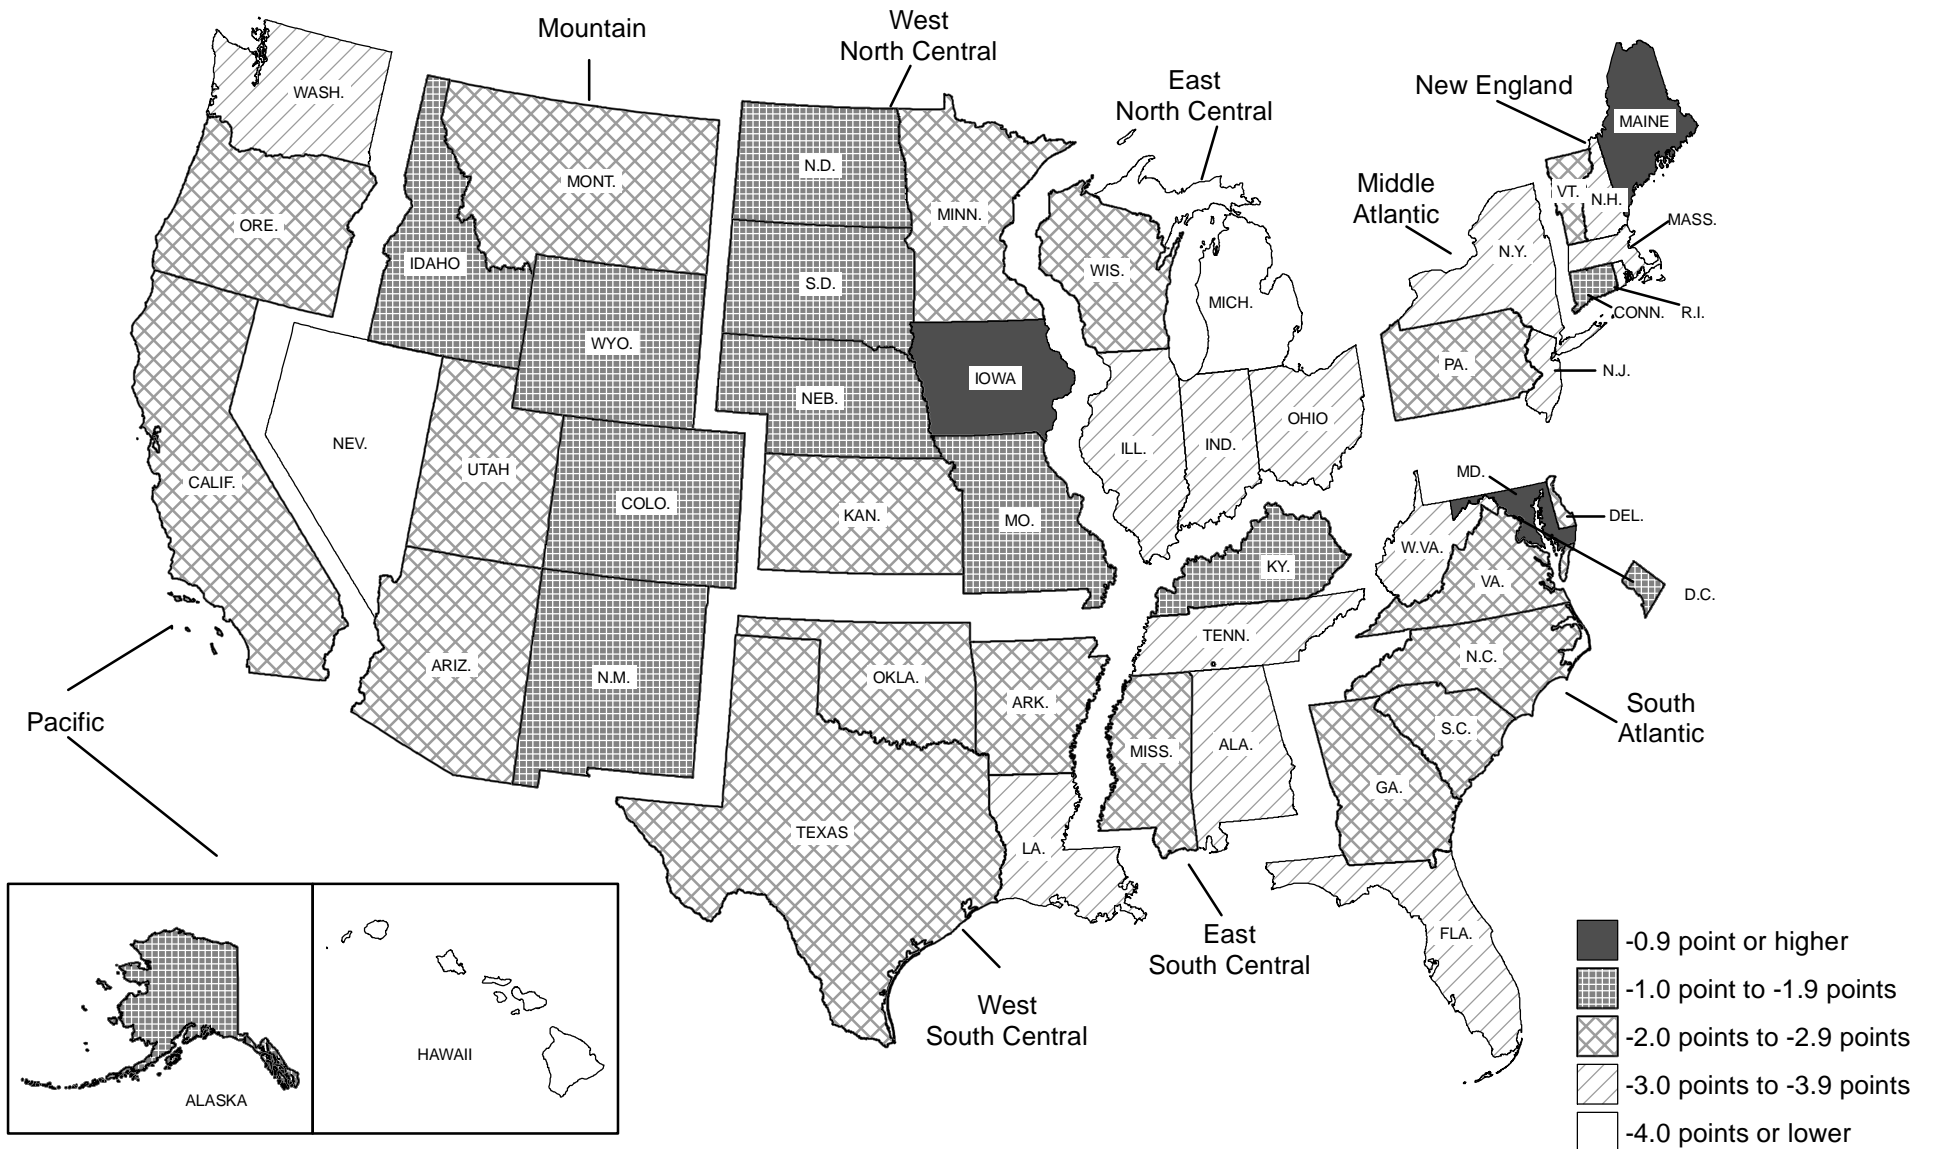 Mountain
West
North Central
East
North Central
New England
Middle
Atlantic
WASH.
MAINE
MONT.
N.D.
MINN.
VT.
N.H.
MASS.
ORE.
IDAHO
S.D.
WIS.
N.Y.
MICH.
CONN.
R.I.
WYO.
NEB.
IOWA
PA.
N.J.
NEV.
UTAH
CALIF.
COLO.
KAN.
MO.
ILL.
IND.
OHIO
MD.
DEL.
W.VA.
KY.
VA.
D.C.
TENN.
N.C.
ARIZ.
N.M.
OKLA.
ARK.
MISS.
ALA.
S.C.
GA.
South
Atlantic
Pacific
TEXAS
LA.
FLA.
East
South Central
West
South Central
HAWAII
ALASKA
-0.9 point or higher
-1.0 point to -1.9 points
-2.0 points to -2.9 points
-3.0 points to -3.9 points
-4.0 points or lower